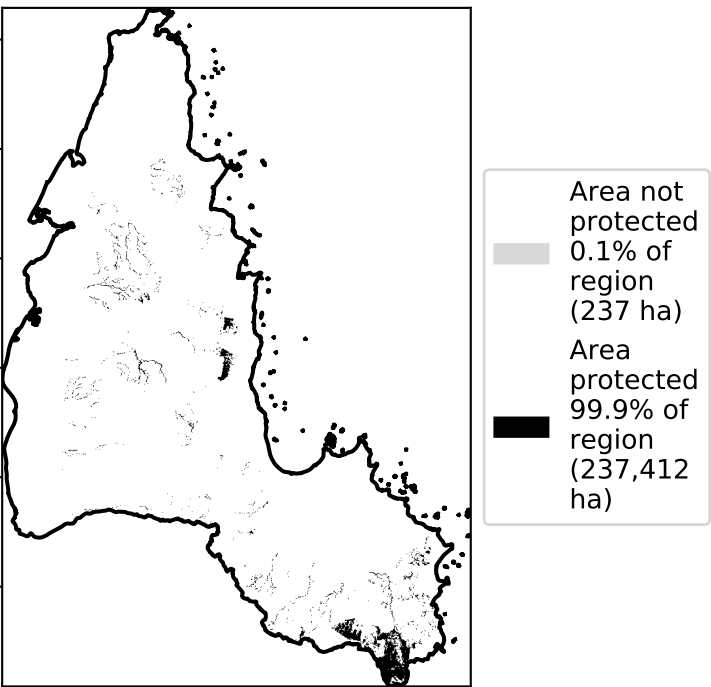 Area not
protected
0.1% of
region
(237 ha)
Area
protected
99.9% of
region
(237,412
ha)